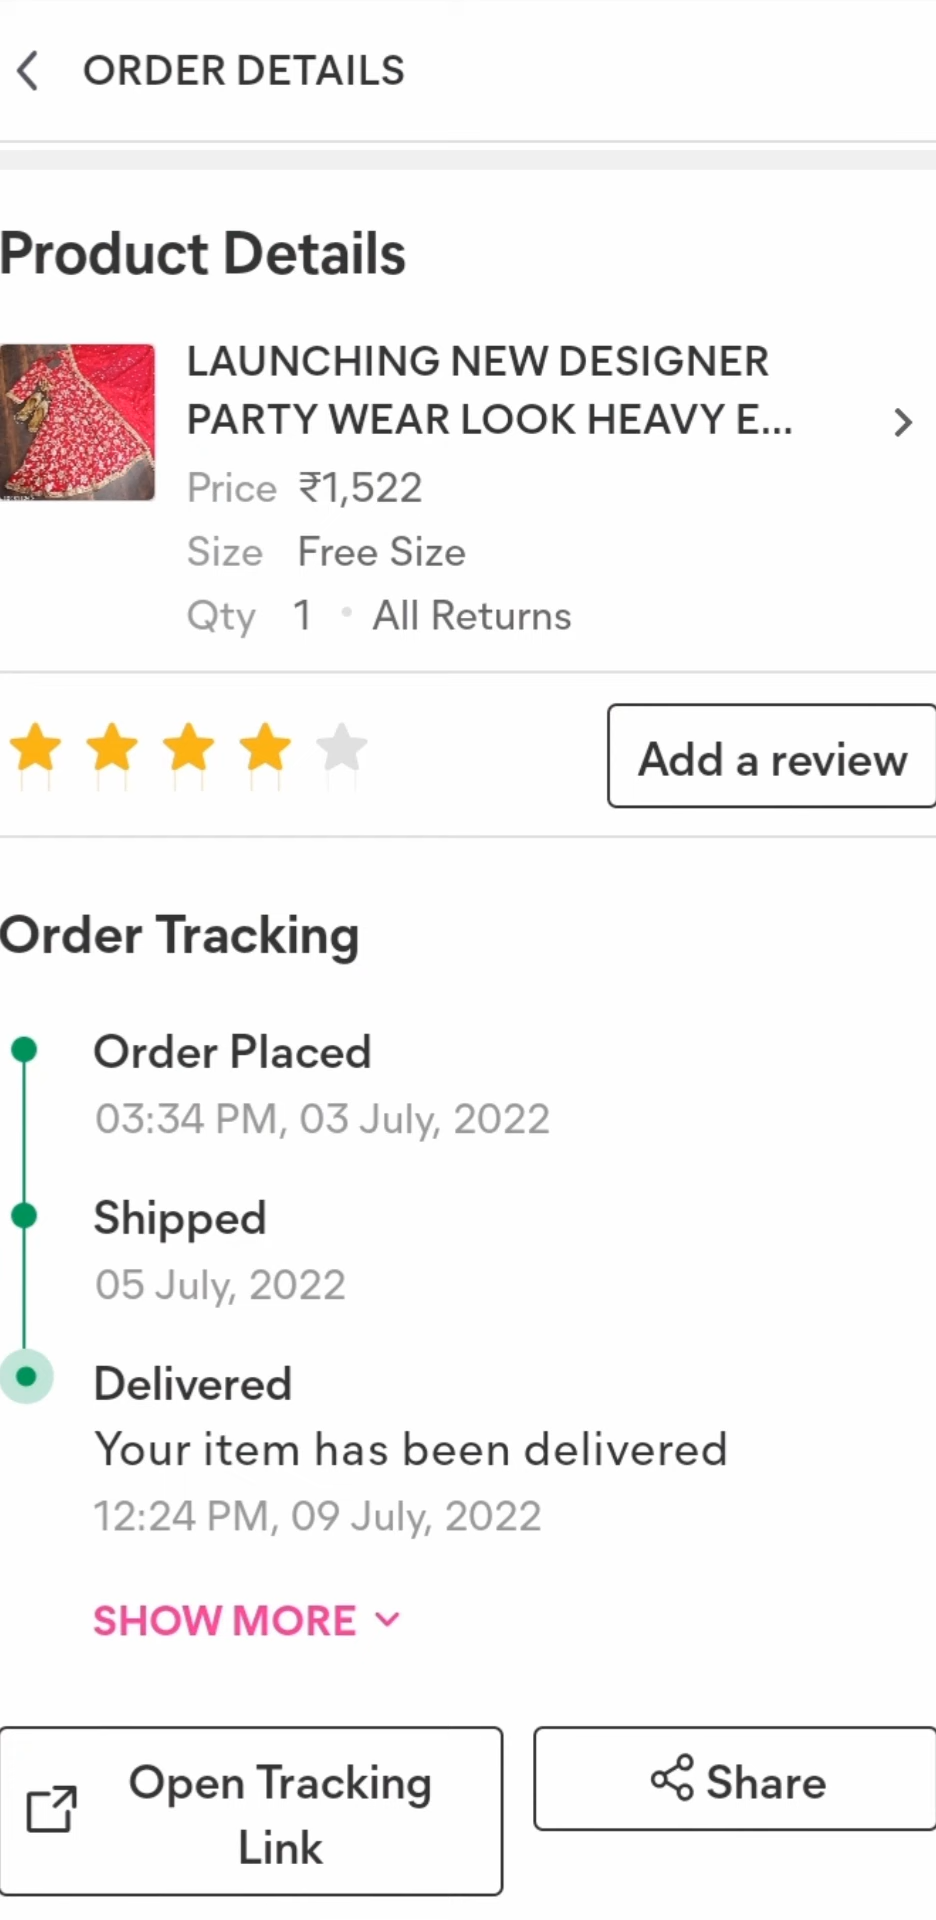 ORDER DETAILS
Product Details
LAUNCHING NEW DESIGNER
PARTY WEAR LOOK HEAVY E...
Price ₹1,522
Size Free Size
Qty 1 • All Returns
Add a review
Order Tracking
Order Placed
03:34 PM, 03 July, 2022
Shipped
05 July, 2022
Delivered
Your item has been delivered
12:24 PM, 09 July, 2022
SHOW MORE
Open Tracking
Link
Share